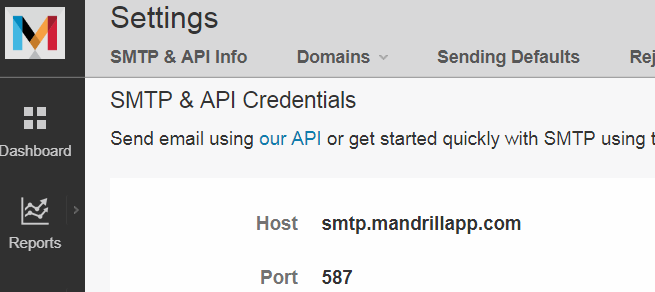 Settings
SMTP & API Info Domains Sending Defaults
SMTP & API Credentials
Send email using our API or get started quickly with SMTP using
Dashboard
Host smtp.mandrillapp.com
Reports
Port 587